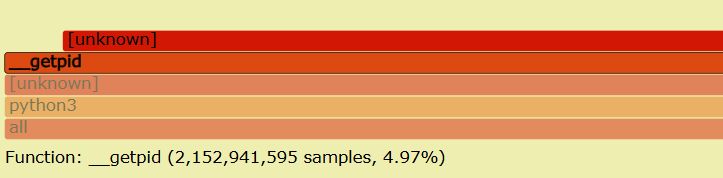 [unknown]
__getpid
[unknown]
python3
all
Function: __getpid (2,152,941,595 samples, 4.97%)